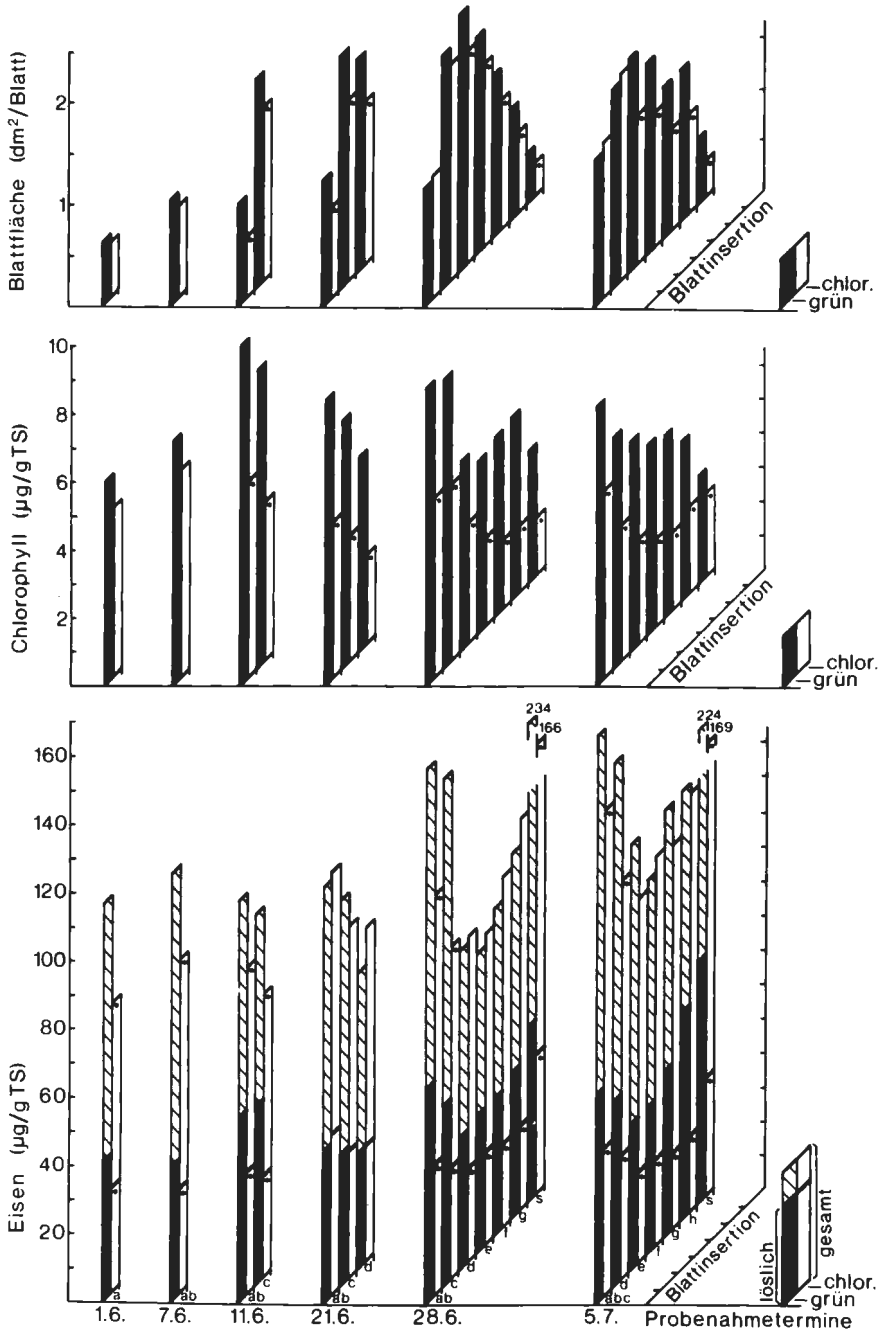 Blattfläche (dm²/Blatt)
2
1
Blattinsertion
chlor.
grün
Chlorophyll (µg/gTS)
10
8
6
4
2
Blattinsertion
chlor.
grün
Eisen (µg/gTS)
160
140
120
100
80
60
40
20
234
166
224
169
a
ab
ab
c
ab
c
d
ab
c
d
e
f
g
s
abc
d
e
f
g
h
s
Blattinsertion
löslich
gesamt
chlor.
grün
1.6. 7.6. 11.6. 21.6. 28.6. 5.7. Probenahmetermine